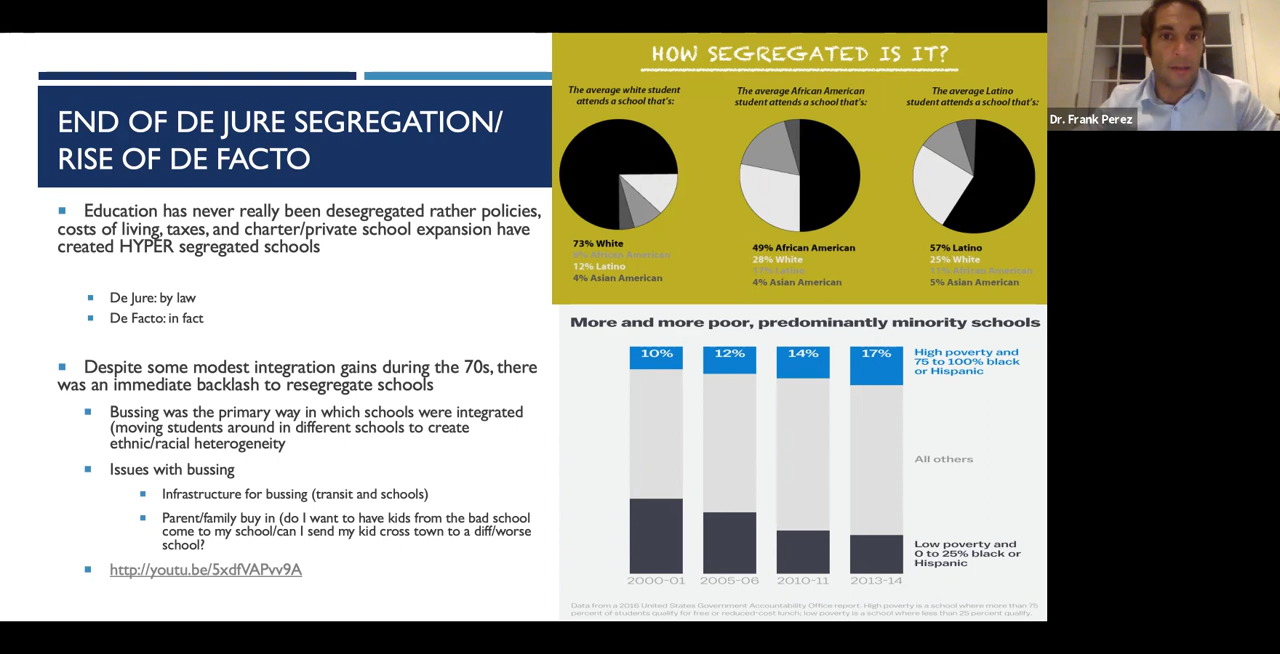 END OF DE JURE SEGREGATION/
RISE OF DE FACTO
Education has never really been desegregated rather policies,
costs of living, taxes, and charter/private school expansion have
created HYPER segregated schools
De Jure: by law
De Facto: in fact
Despite some modest integration gains during the 70s, there
was an immediate backlash to resegregate schools
Bussing was the primary way in which schools were integrated
(moving students around in different schools to create
ethnic/racial heterogeneity
Issues with bussing
Infrastructure for bussing (transit and schools)
Parent/family buy in (do I want to have kids from the bad school
come to my school/can I send my kid cross town to a diff/worse
school?
http://youtu.be/5xdfVAPvv9A
HOW SEGREGATED IS IT?
The average white student
attends a school that's:
73% White
8% African American
12% Latino
4% Asian American
The average African American
student attends a school that's:
49% African American
28% White
17% Latino
4% Asian American
The average Latino
student attends a school that's:
57% Latino
25% White
11% African American
5% Asian American
More and more poor, predominantly minority schools
10%
12%
14%
17%
High poverty and
75 to 100% black
or Hispanic
All others
Low poverty and
0 to 25% black or
Hispanic
2000-01
2005-06
2010-11
2013-14
Data from a 2016 United States Government Accountability Office report. High poverty is a school where more than 75
percent of students qualify for free or reduced-cost lunch; low poverty is a school where less than 25 percent qualify.
Dr. Frank Perez